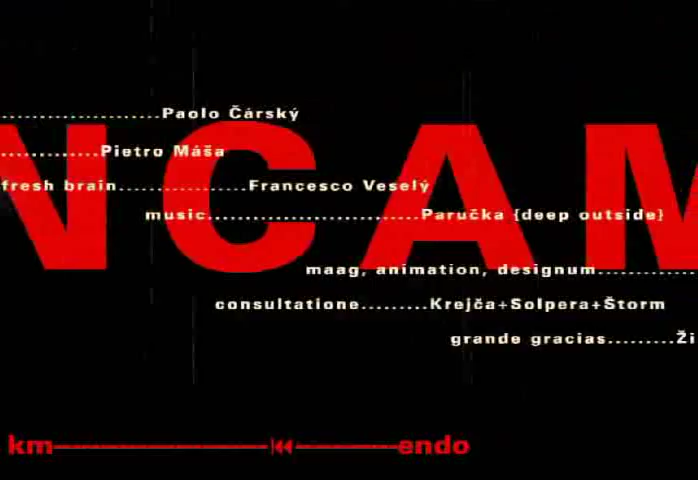 ....................Paolo Čárský
NCAM
............Pietro Máša
fresh brain................Francesco Veselý
music..........................Paručka {deep outside}
maag, animation, designum............
consultatione.........Krejča+Solpera+Štorm
grande gracias.........Ži
km endo